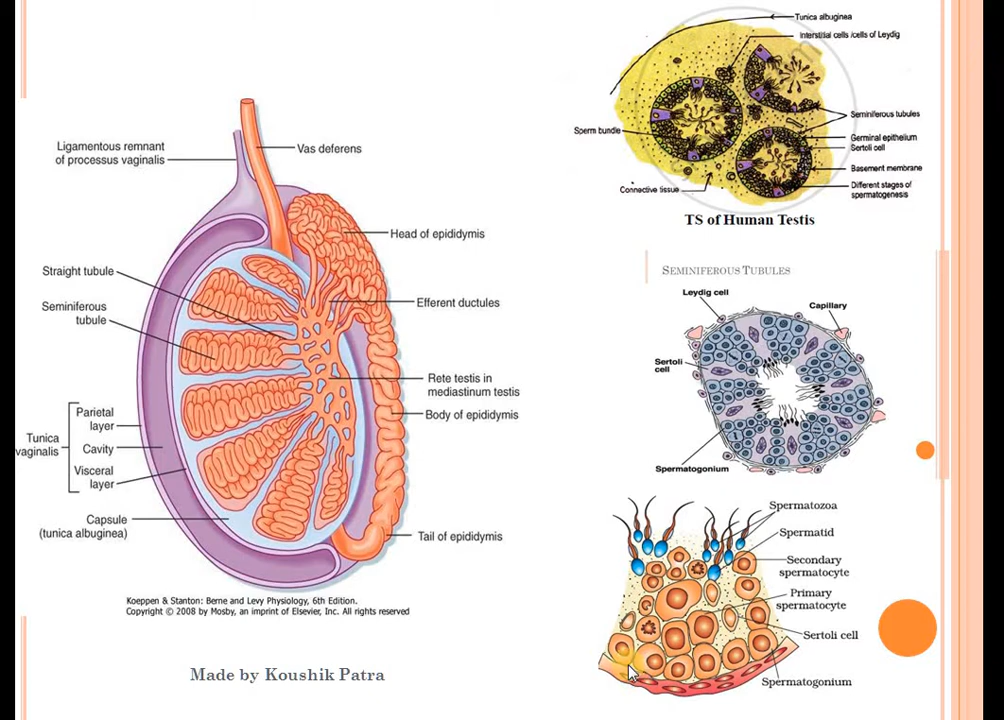 Ligamentous remnant
of processus vaginalis
Vas deferens
Head of epididymis
Straight tubule
Efferent ductules
Seminiferous
tubule
Rete testis in
mediastinum testis
Body of epididymis
Parietal
layer
Tunica
vaginalis
Cavity
Visceral
layer
Capsule
(tunica albuginea)
Tail of epididymis
Koeppen & Stanton: Berne and Levy Physiology, 6th Edition.
Copyright © 2008 by Mosby, an imprint of Elsevier, Inc. All rights reserved
Made by Koushik Patra
Tunica albuginea
Interstitial cells /cells of Leydig
Seminiferous tubules
Sperm bundle
Germinal epithelium
Sertoli cell
Basement membrane
Connective tissue
Different stages of
spermatogenesis
TS of Human Testis
SEMINIFEROUS TUBULES
Leydig cell
Capillary
Sertoli
cell
Spermatogonium
Spermatozoa
Spermatid
Secondary
spermatocyte
Primary
spermatocyte
Sertoli cell
Spermatogonium